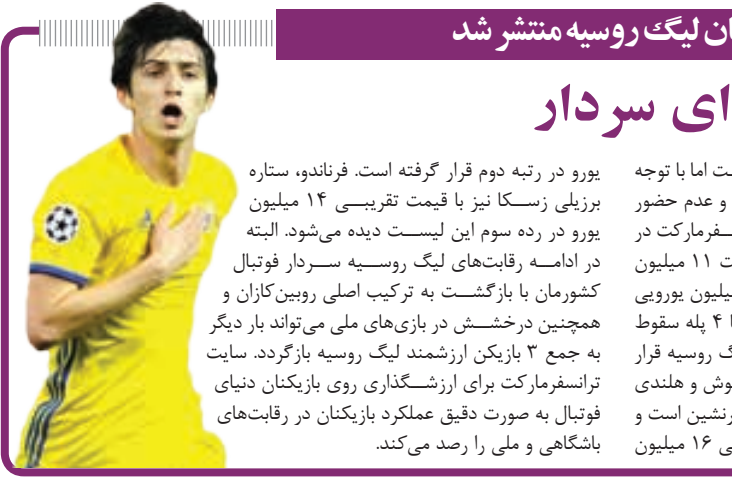 ان لیگ روسیه منتشر شد
ای سردار
ت اما با توجه
و عدم حضور
سفرمارکت در
ت ۱۱ میلیون
یلیون یورویی
ا ۴ پله سقوط
گ روسیه قرار
وش و هلندی
رنشین است و
ی ۱۶ میلیون
یورو در رتبه دوم قرار گرفته است. فرناندو، ستاره
برزیلی زسکا نیز با قیمت تقریبی ۱۴ میلیون
یورو در رده سوم این لیست دیده می‌شود. البته
در ادامه رقابت‌های لیگ روسیه سردار فوتبال
کشورمان با بازگشت به ترکیب اصلی روبین‌کازان و
همچنین درخشش در بازی‌های ملی می‌تواند بار دیگر
به جمع ۳ بازیکن ارزشمند لیگ روسیه بازگردد. سایت
ترانسفرمارکت برای ارزشگذاری روی بازیکنان دنیای
فوتبال به صورت دقیق عملکرد بازیکنان در رقابت‌های
باشگاهی و ملی را رصد می‌کند.